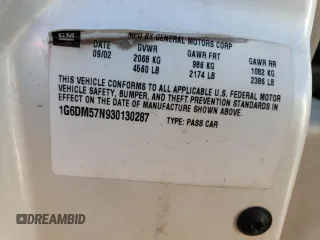 GM
MFD BY GENERAL MOTORS CORP
DATE GVWR GAWR FRT GAWR RR
09/02 2068 KG 986 KG 1082 KG
4560 LB 2174 LB 2386 LB
THIS VEHICLE CONFORMS TO ALL APPLICABLE U.S. FEDERAL MOTOR
VEHICLE SAFETY, BUMPER, AND THEFT PREVENTION STANDARDS IN
EFFECT ON THE DATE OF MANUFACTURE SHOWN ABOVE.
1G6DM57N930130287
TYPE: PASS CAR
DREAMBID